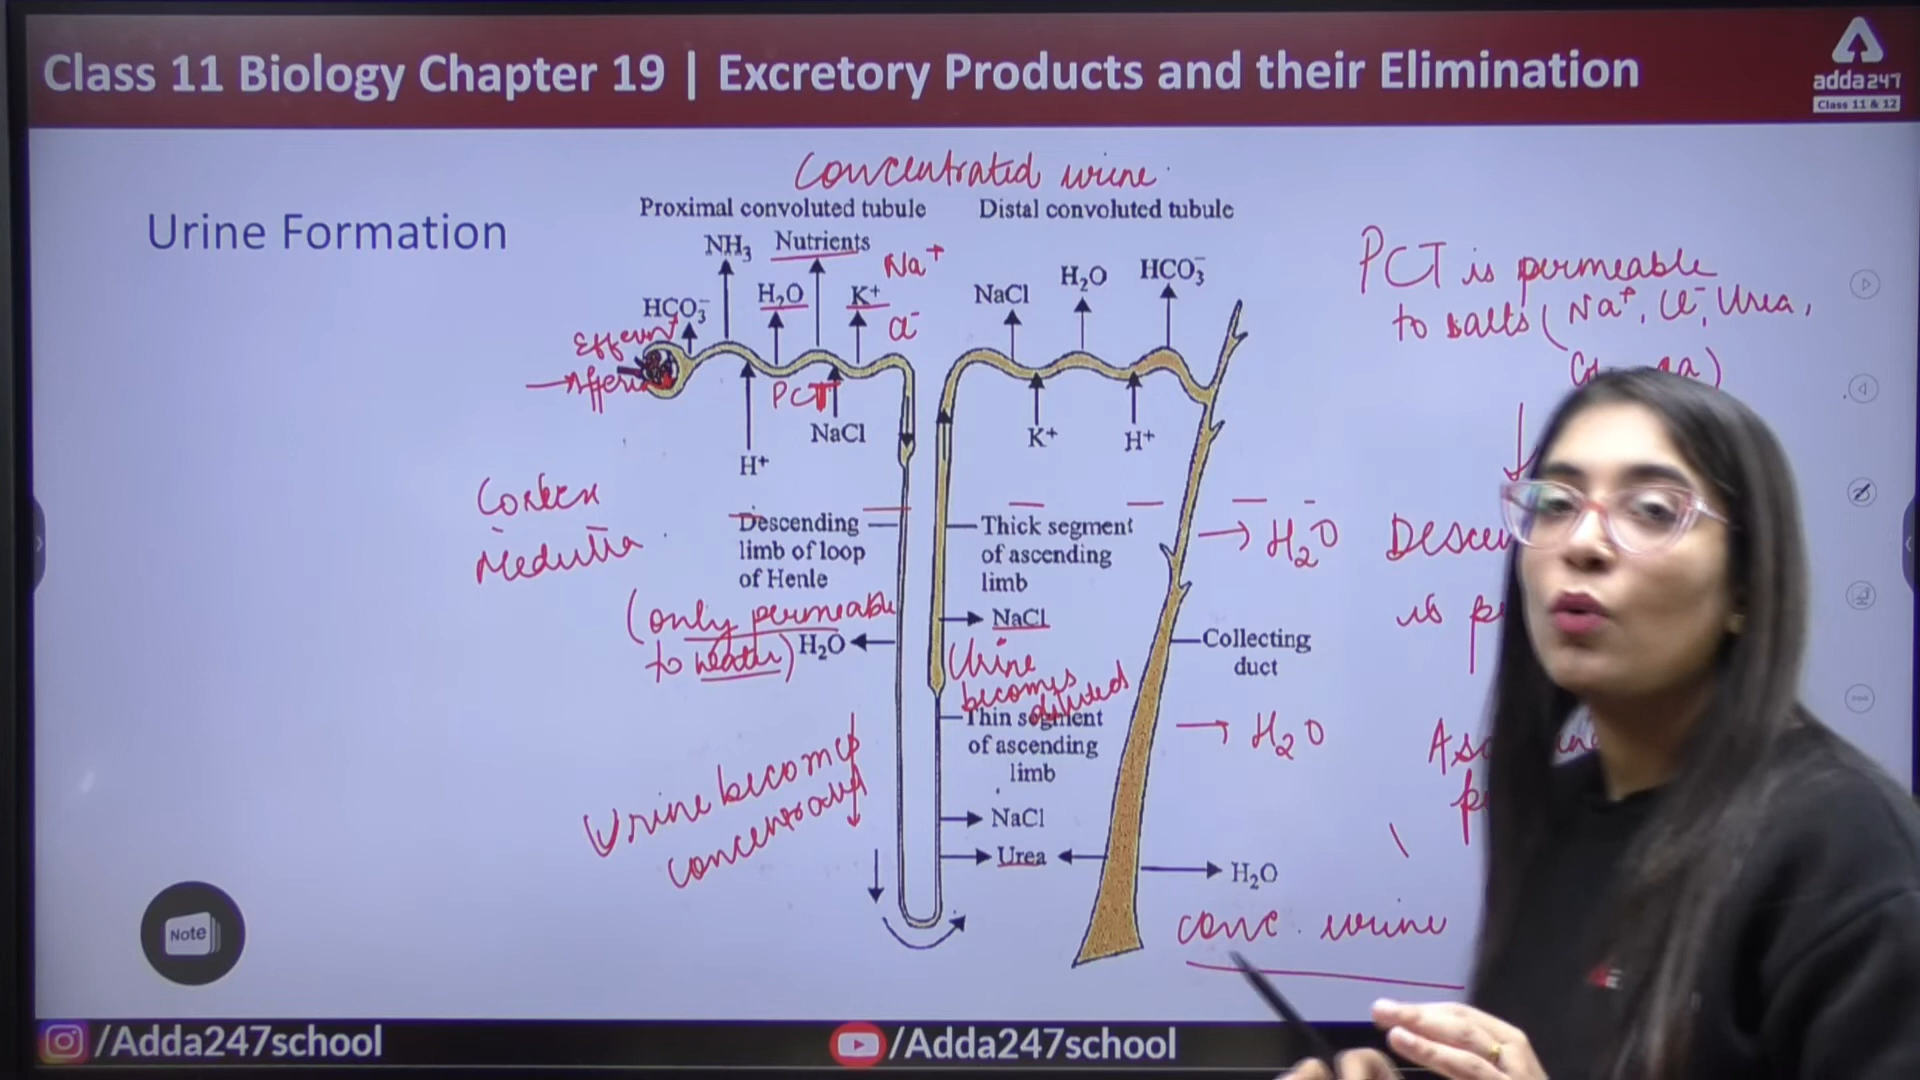 Class 11 Biology Chapter 19 | Excretory Products and their Elimination
adda247
Class 11 & 12
Urine Formation
Concentrated urine
Proximal convoluted tubule
Distal convoluted tubule
NH₃
Nutrients
Na⁺
HCO₃⁻
H₂O
K⁺
Cl⁻
NaCl
H₂O
HCO₃⁻
Efferent
PCT
NaCl
H⁺
K⁺
H⁺
PCT is permeable
to salts (Na⁺, Cl⁻, Urea,
Cortex
Medulla
Descending
limb of loop
of Henle
(only permeable
to water)
H₂O
Thick segment
of ascending
limb
NaCl
Urine
becomes
diluted
Thin segment
of ascending
limb
NaCl
Urea
→ H₂O
Collecting
duct
→ H₂O
H₂O
conc. urine
is
Urine becomes
Note
/Adda247school
/Adda247school